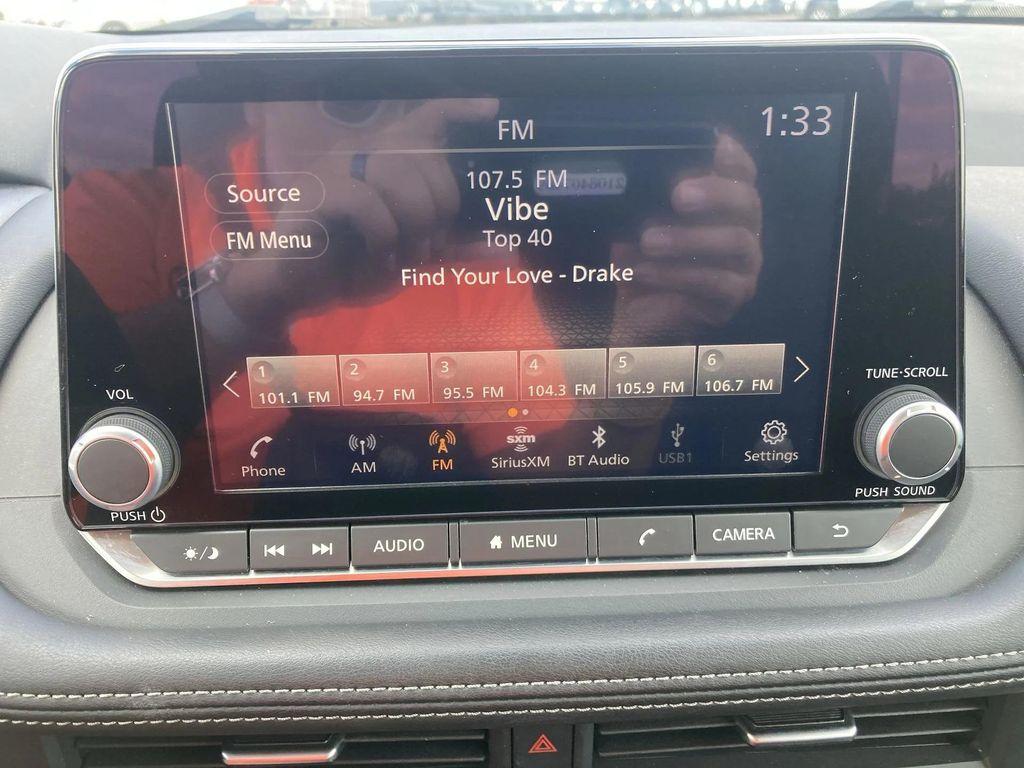 FM
1:33
107.5 FM
Source
Vibe
FM Menu
Top 40
Find Your Love - Drake
1
101.1 FM
2
94.7 FM
3
95.5 FM
4
104.3 FM
5
105.9 FM
6
106.7 FM
VOL
TUNE·SCROLL
Phone
AM
FM
sxm
SiriusXM
BT Audio
USB1
Settings
PUSH
PUSH SOUND
AUDIO
MENU
CAMERA